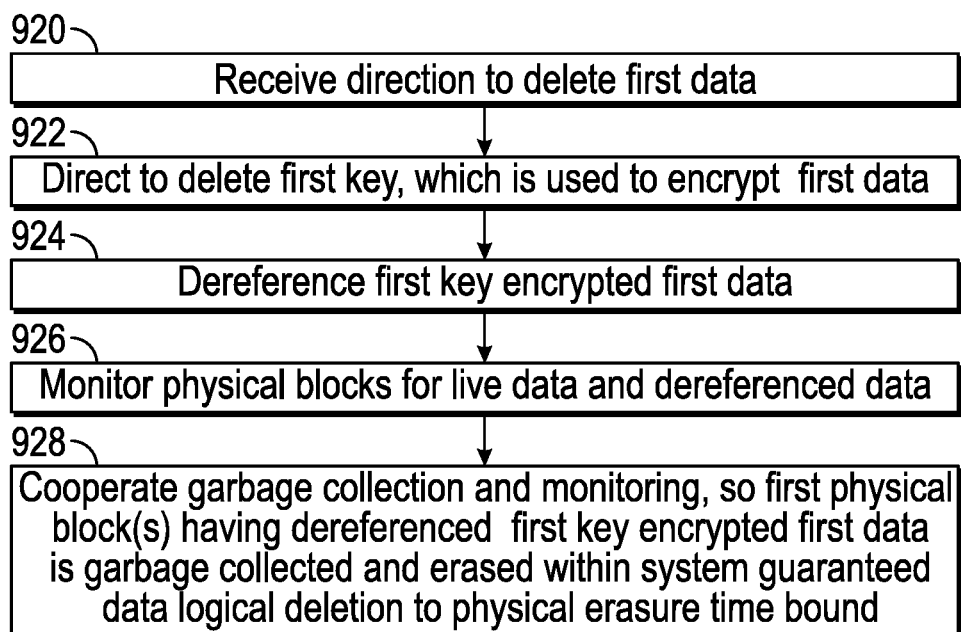 920
Receive direction to delete first data
922
Direct to delete first key, which is used to encrypt first data
924
Dereference first key encrypted first data
926
Monitor physical blocks for live data and dereferenced data
928
Cooperate garbage collection and monitoring, so first physical
block(s) having dereferenced first key encrypted first data
is garbage collected and erased within system guaranteed
data logical deletion to physical erasure time bound